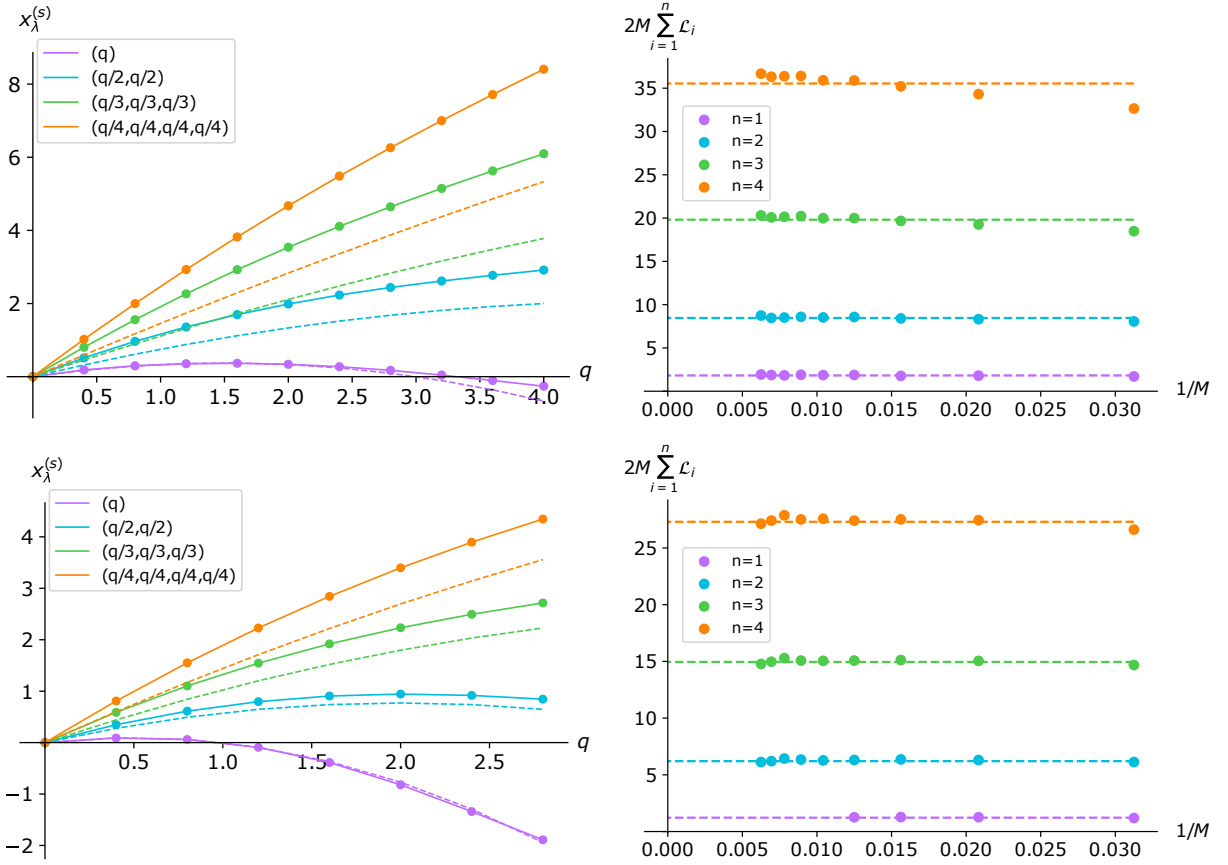 x_λ^(s)
(q)
(q/2,q/2)
(q/3,q/3,q/3)
(q/4,q/4,q/4,q/4)
8
6
4
2
0.5 1.0 1.5 2.0 2.5 3.0 3.5 4.0
q
2M ∑_{i=1}^{n} ℒ_i
35
30
25
20
15
10
5
n=1
n=2
n=3
n=4
0.000 0.005 0.010 0.015 0.020 0.025 0.030
1/M
x_λ^(s)
(q)
(q/2,q/2)
(q/3,q/3,q/3)
(q/4,q/4,q/4,q/4)
4
3
2
1
−1
−2
0.5 1.0 1.5 2.0 2.5
q
2M ∑_{i=1}^{n} ℒ_i
25
20
15
10
5
n=1
n=2
n=3
n=4
0.000 0.005 0.010 0.015 0.020 0.025 0.030
1/M